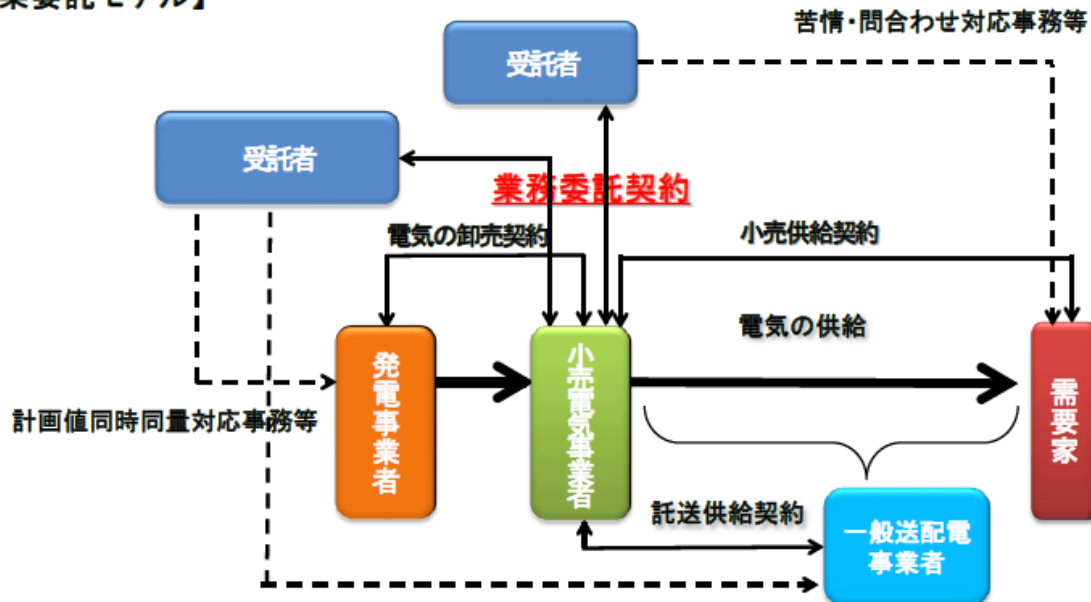 業委託モデル】
苦情・問合わせ対応事務等
受託者
受託者
業務委託契約
電気の卸売契約
小売供給契約
電気の供給
発電事業者
小売電気事業者
需要家
計画値同時同量対応事務等
託送供給契約
一般送配電
事業者